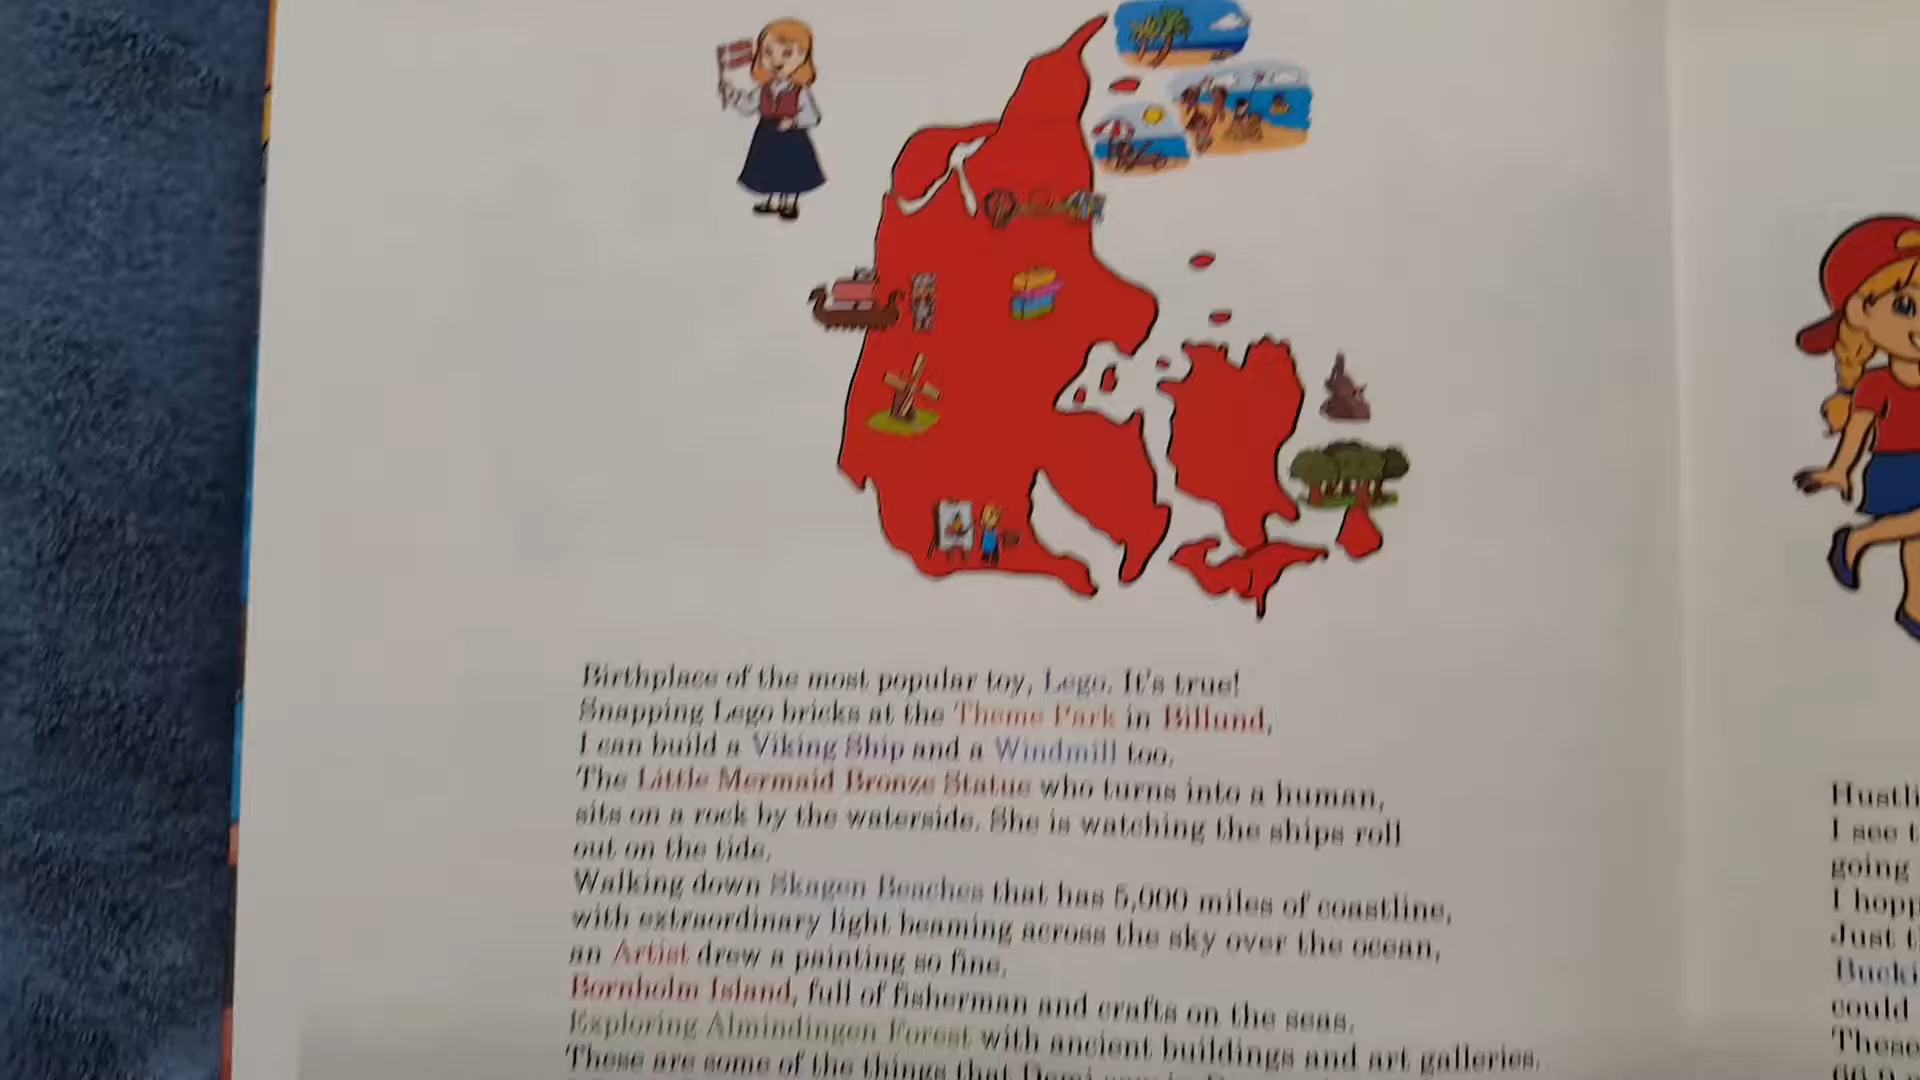 Birthplace of the most popular toy, Lego. It's true!
Snapping Lego bricks at the Theme Park in Billund,
I can build a Viking Ship and a Windmill too.
The Little Mermaid Bronze Statue who turns into a human,
sits on a rock by the waterside. She is watching the ships roll
out on the tide.
Walking down Skagen Beaches that has 5,000 miles of coastline,
with extraordinary light beaming across the sky over the ocean,
an Artist drew a painting so fine.
Bornholm Island, full of fisherman and crafts on the seas.
Exploring Almindingen Forest with ancient buildings and art galleries.
These are some of the things that Demi
I see
going
I
Just
could
These